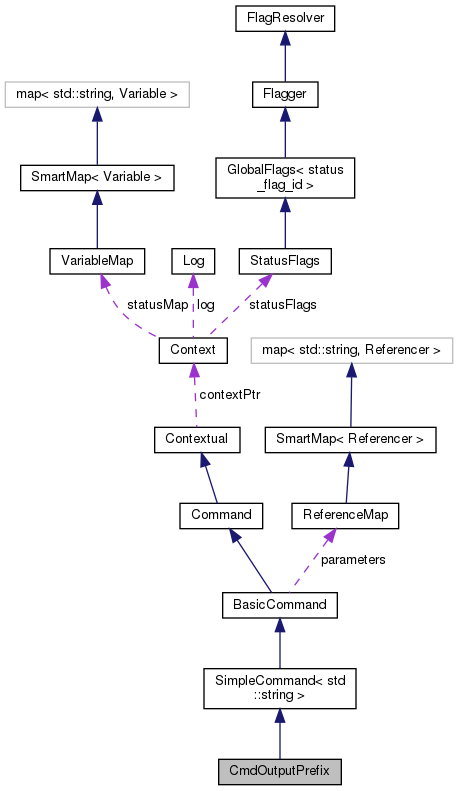 FlagResolver
map< std::string, Variable >
Flagger
SmartMap< Variable >
GlobalFlags< status
_flag_id >
VariableMap
Log
StatusFlags
statusMap
log
statusFlags
Context
map< std::string, Referencer >
contextPtr
Contextual
SmartMap< Referencer >
Command
ReferenceMap
parameters
BasicCommand
SimpleCommand< std
::string >
CmdOutputPrefix